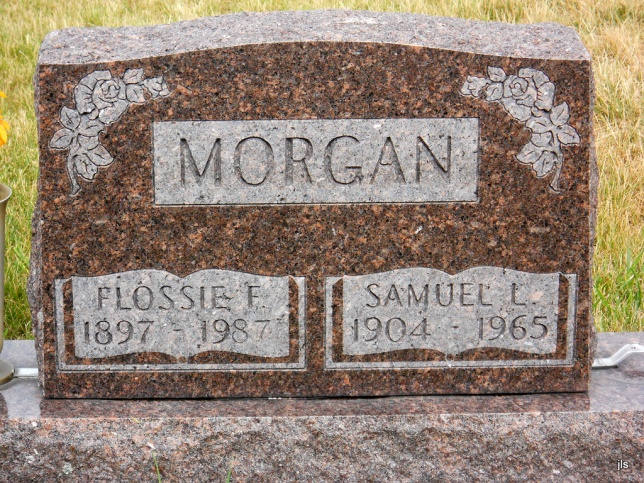 MORGAN
FLOSSIE F.
1897 - 1987
SAMUEL L.
1904 - 1965
jls